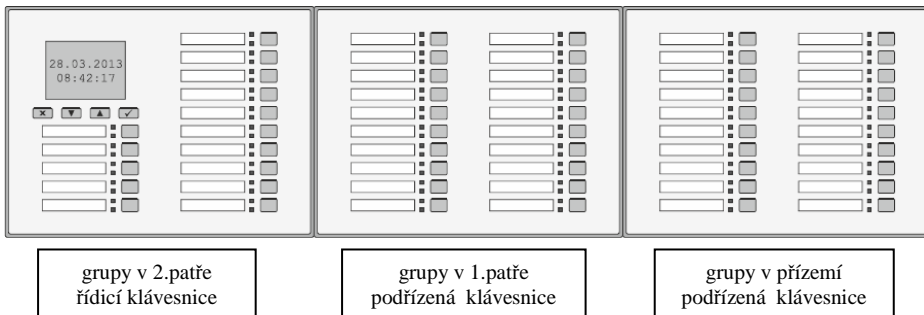 28.03.2013
08:42:17
grupy v 2.patře
řídicí klávesnice
grupy v 1.patře
podřízená klávesnice
grupy v přízemí
podřízená klávesnice